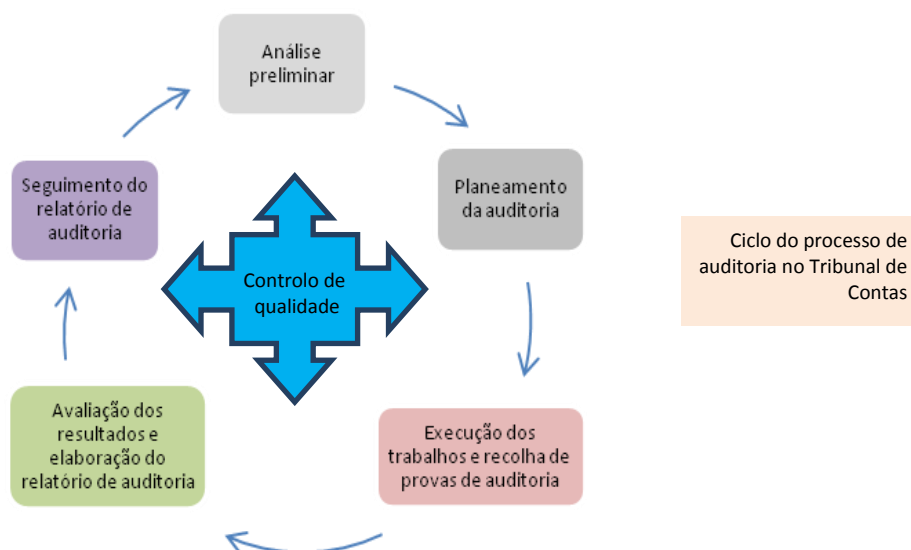 Análise
preliminar
Planeamento
da auditoria
Execução dos
trabalhos e recolha de
provas de auditoria
Avaliação dos
resultados e
elaboração do
relatório de auditoria
Seguimento do
relatório de
auditoria
Controlo de
qualidade
Ciclo do processo de
auditoria no Tribunal de
Contas